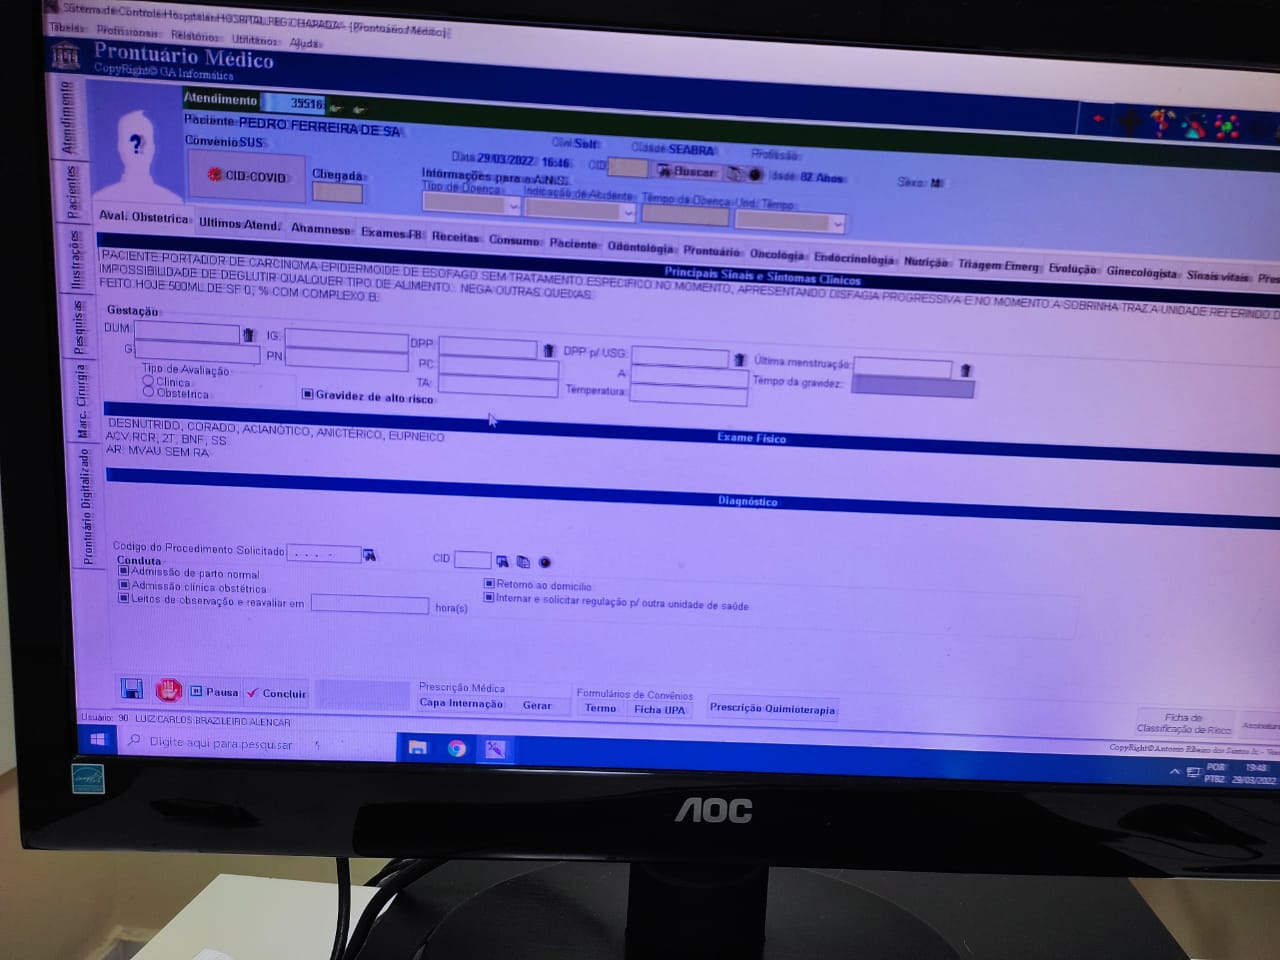 Sistema de Controle Hospitalar HOSPITAL REG CHAPADA - [Prontuário Médico]
Tabelas Profissionais Relatórios Utilitários Ajuda
Prontuário Médico
CopyRight© GA Informática
Atendimento 35516
Paciente PEDRO FERREIRA DE SA
Convênio SUS
Civil Solt Cidade SEABRA Profissão
Data 29/03/2022 16:46 CID Buscar Idade 82 Anos Sexo M
CID-COVID Chegada
Informações para a ANS
Tipo de Doença Indicação de Acidente Tempo da Doença Und. Tempo
Aval. Obstetrica Ultimos Atend. Anamnese Exames FB Receitas Consumo Paciente Odontologia Prontuário Oncologia Endocrinologia Nutrição Triagem Emerg Evolução Ginecologista Sinais vitais Pres
Principais Sinais e Sintomas Clínicos
PACIENTE PORTADOR DE CARCINOMA EPIDERMOIDE DE ESOFAGO SEM TRATAMENTO ESPECIFICO NO MOMENTO, APRESENTANDO DISFAGIA PROGRESSIVA E NO MOMENTO A SOBRINHA TRAZ A UNIDADE REFERINDO D
IMPOSSIBILIDADE DE DEGLUTIR QUALQUER TIPO DE ALIMENTO. NEGA OUTRAS QUEIXAS.
FEITO HOJE 500ML DE SF 0, % COM COMPLEXO B.
Gestação
DUM IG DPP DPP p/ USG Última menstruação
G PN PC A Tempo da gravidez:
Tipo de Avaliação TA Temperatura
Clínica
Obstetrica
Gravidez de alto risco
Exame Físico
DESNUTRIDO, CORADO, ACIANÓTICO, ANICTÉRICO, EUPNEICO
ACV RCR, 2T, BNF, SS
AR: MVAU SEM RA
Diagnóstico
Código do Procedimento Solicitado CID
Conduta
Admissão de parto normal
Admissão clínica obstétrica Retorno ao domicílio
Leitos de observação e reavaliar em hora(s) Internar e solicitar regulação p/ outra unidade de saúde
Pausa Concluir
Prescrição Médica
Capa Internação Gerar
Formulários de Convênios
Termo Ficha UPA
Prescrição Quimioterapia
Ficha de
Classificação de Risco
Usuário: 90 LUIZ CARLOS BRAZILEIRO ALENCAR
CopyRight© Antonio Ribeiro dos Santos Jr.
Digite aqui para pesquisar
POR 19:48
PTB2 29/03/2022
Atendimento
Pacientes
Ilustrações
Pesquisas
Marc. Cirurgia
Prontuário Digitalizado
AOC